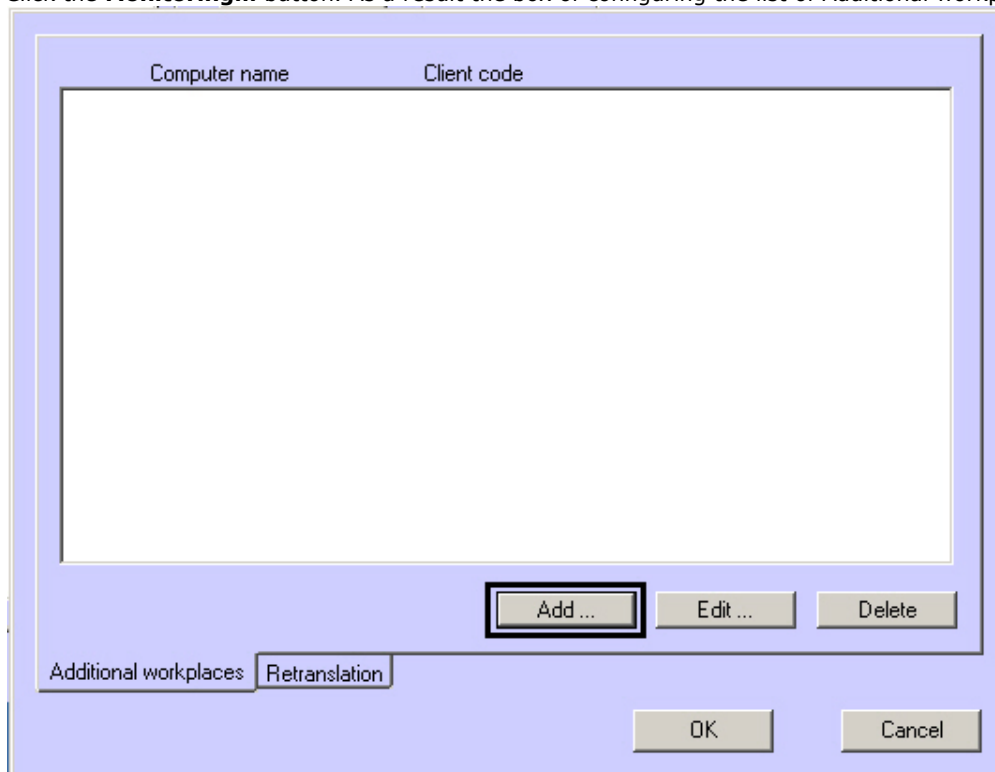 Click the Monitoring... button. As a result the box of configuring the list of Additional workp
Computer name Client code
Add ... Edit ... Delete
Additional workplaces Retranslation
OK Cancel